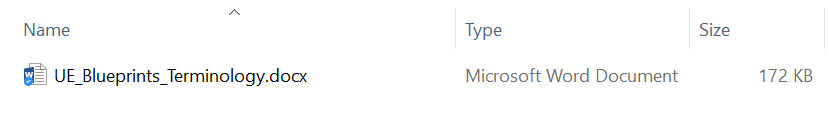 Name Type Size
UE_Blueprints_Terminology.docx Microsoft Word Document 172 KB